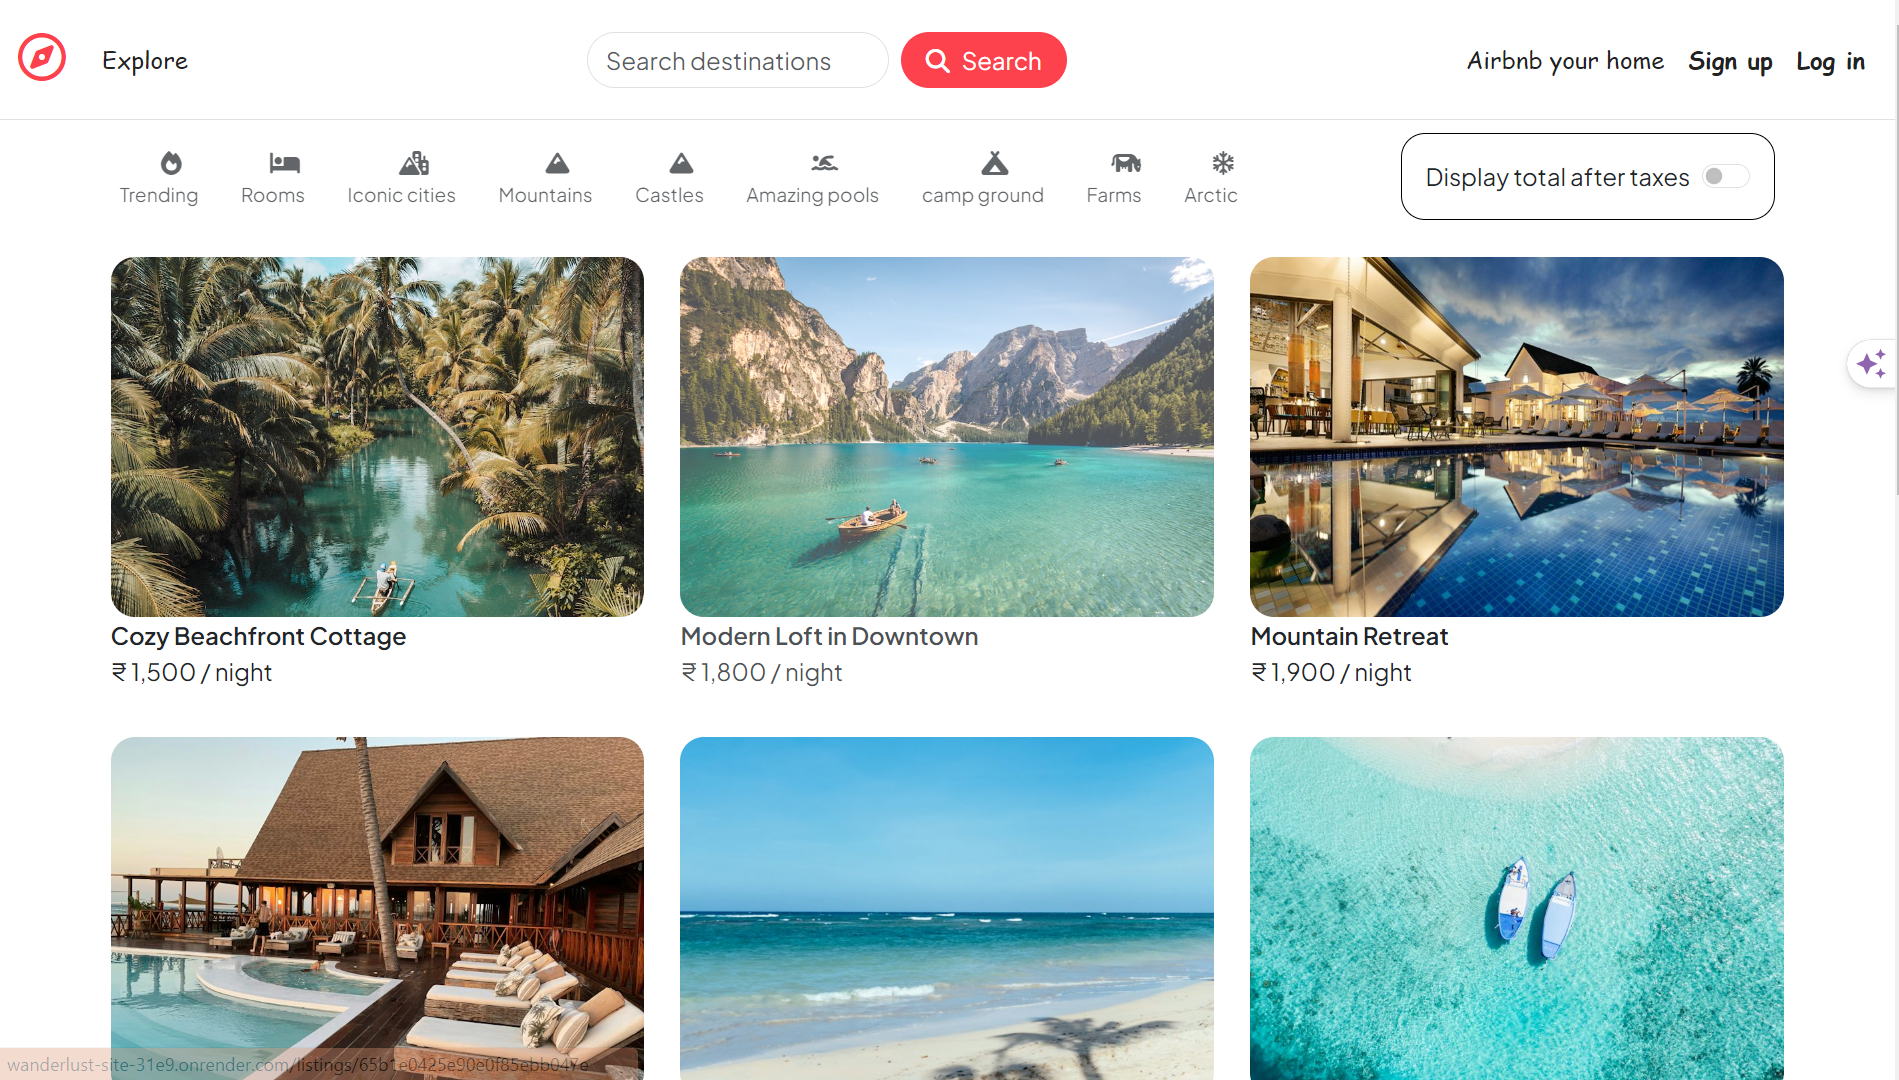 Explore
Search destinations
Search
Airbnb your home
Sign up
Log in
Trending
Rooms
Iconic cities
Mountains
Castles
Amazing pools
camp ground
Farms
Arctic
Display total after taxes
Cozy Beachfront Cottage
₹ 1,500 / night
Modern Loft in Downtown
₹ 1,800 / night
Mountain Retreat
₹ 1,900 / night
wanderlust-site-31e9.onrender.com/listings/65b1e0425e90e0f85ebb047e